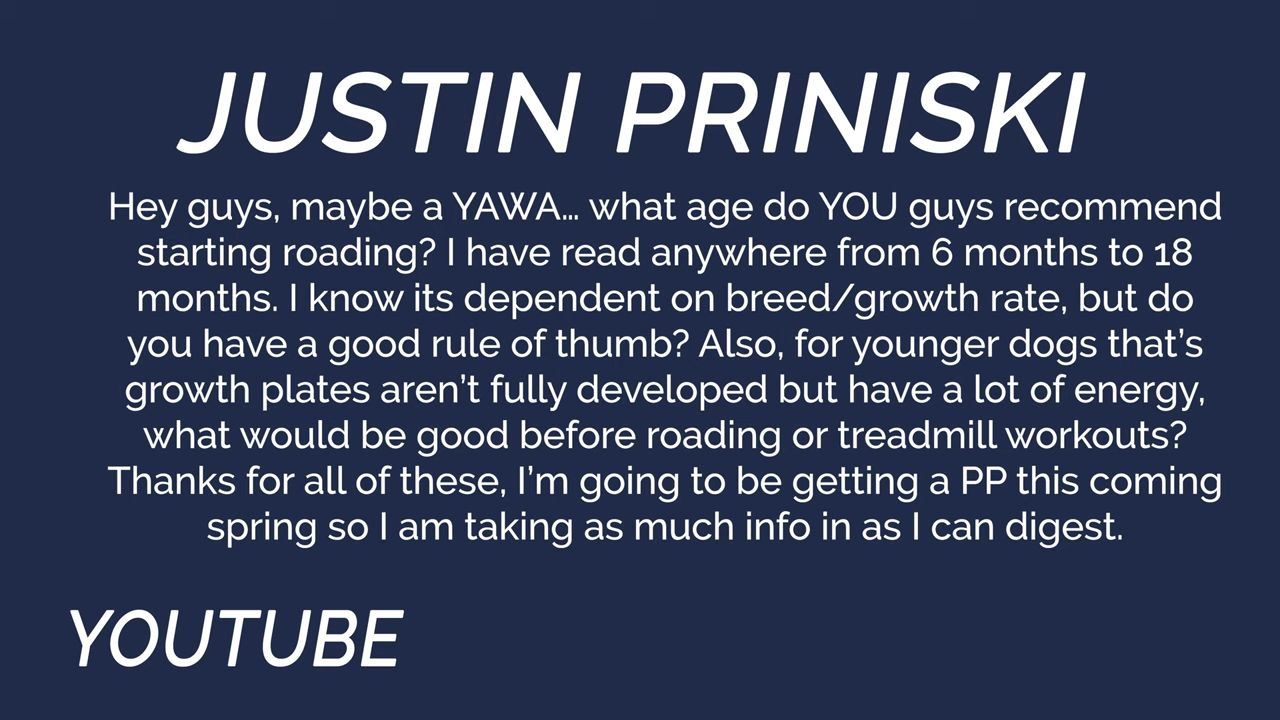 JUSTIN PRINISKI
Hey guys, maybe a YAWA... what age do YOU guys recommend
starting roading? I have read anywhere from 6 months to 18
months. I know its dependent on breed/growth rate, but do
you have a good rule of thumb? Also, for younger dogs that's
growth plates aren't fully developed but have a lot of energy,
what would be good before roading or treadmill workouts?
Thanks for all of these, I'm going to be getting a PP this coming
spring so I am taking as much info in as I can digest.
YOUTUBE